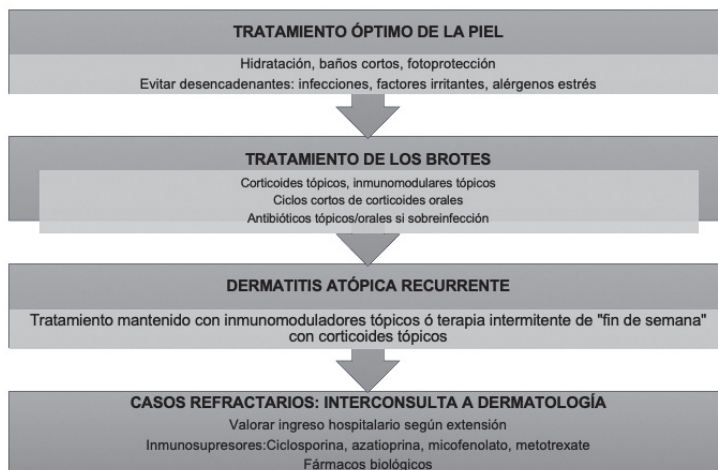 TRATAMIENTO ÓPTIMO DE LA PIEL
Hidratación, baños cortos, fotoprotección
Evitar desencadenantes: infecciones, factores irritantes, alérgenos estrés
TRATAMIENTO DE LOS BROTES
Corticoides tópicos, inmunomodulares tópicos
Ciclos cortos de corticoides orales
Antibióticos tópicos/orales si sobreinfección
DERMATITIS ATÓPICA RECURRENTE
Tratamiento mantenido con inmunomoduladores tópicos ó terapia intermitente de "fin de semana"
con corticoides tópicos
CASOS REFRACTARIOS: INTERCONSULTA A DERMATOLOGÍA
Valorar ingreso hospitalario según extensión
Inmunosupresores:Ciclosporina, azatioprina, micofenolato, metotrexate
Fármacos biológicos